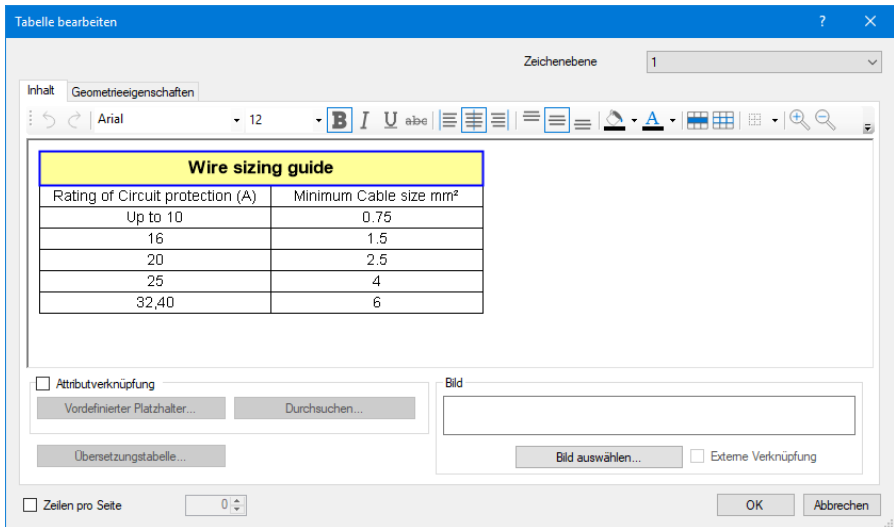 Tabelle bearbeiten
Zeichenebene 1
Inhalt Geometrieeigenschaften
Arial 12 B I U abc A
Wire sizing guide
Rating of Circuit protection (A) Minimum Cable size mm²
Up to 10 0.75
16 1.5
20 2.5
25 4
32,40 6
Attributverknüpfung Bild
Vordefinierter Platzhalter... Durchsuchen...
Übersetzungstabelle... Bild auswählen... Externe Verknüpfung
Zeilen pro Seite 0 OK Abbrechen